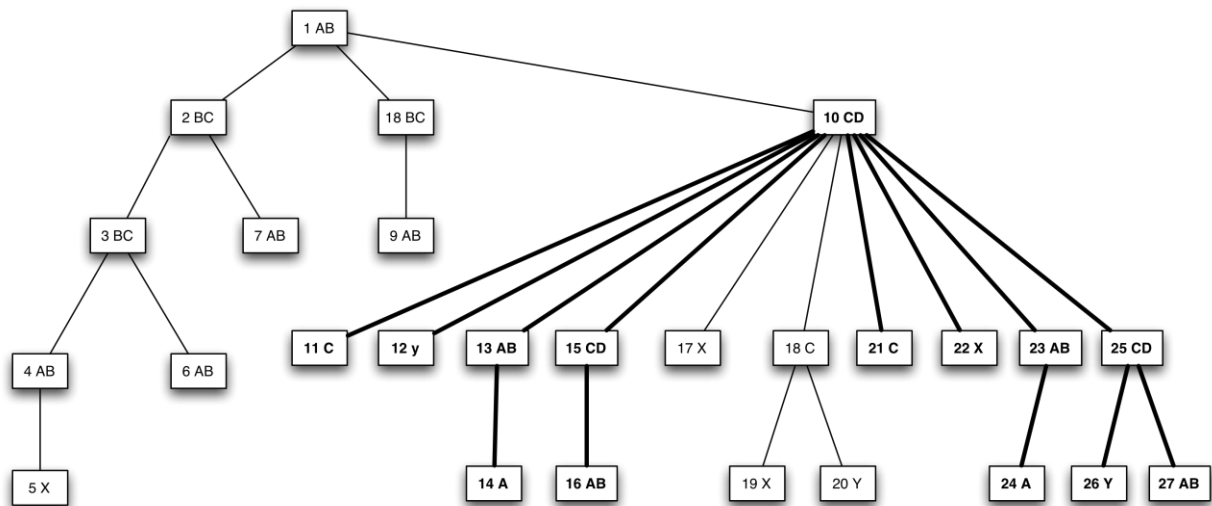 1 AB
2 BC
18 BC
10 CD
3 BC
7 AB
9 AB
11 C
12 y
13 AB
15 CD
17 X
18 C
21 C
22 X
23 AB
25 CD
4 AB
6 AB
5 X
14 A
16 AB
19 X
20 Y
24 A
26 Y
27 AB